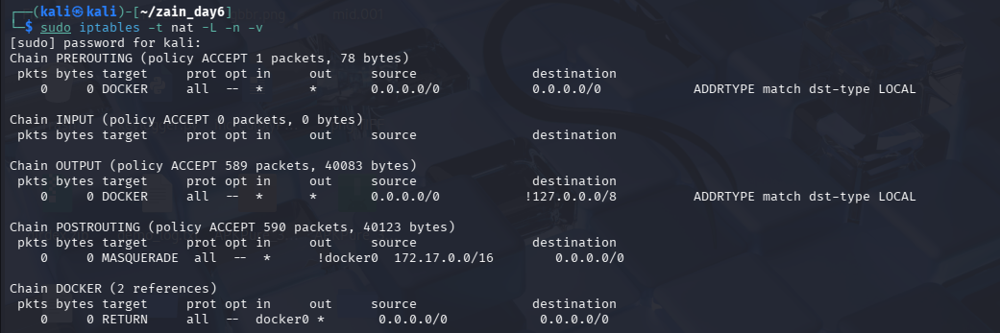 ┌──(kali㉿kali)-[~/zain_day6]
└─$ sudo iptables -t nat -L -n -v
[sudo] password for kali:
Chain PREROUTING (policy ACCEPT 1 packets, 78 bytes)
 pkts bytes target     prot opt in     out     source               destination
    0     0 DOCKER     all  --  *      *       0.0.0.0/0            0.0.0.0/0            ADDRTYPE match dst-type LOCAL
Chain INPUT (policy ACCEPT 0 packets, 0 bytes)
 pkts bytes target     prot opt in     out     source               destination
Chain OUTPUT (policy ACCEPT 589 packets, 40083 bytes)
 pkts bytes target     prot opt in     out     source               destination
    0     0 DOCKER     all  --  *      *       0.0.0.0/0           !127.0.0.0/8          ADDRTYPE match dst-type LOCAL
Chain POSTROUTING (policy ACCEPT 590 packets, 40123 bytes)
 pkts bytes target     prot opt in     out     source               destination
    0     0 MASQUERADE  all  --  *      !docker0  172.17.0.0/16        0.0.0.0/0
Chain DOCKER (2 references)
 pkts bytes target     prot opt in     out     source               destination
    0     0 RETURN     all  --  docker0 *       0.0.0.0/0            0.0.0.0/0